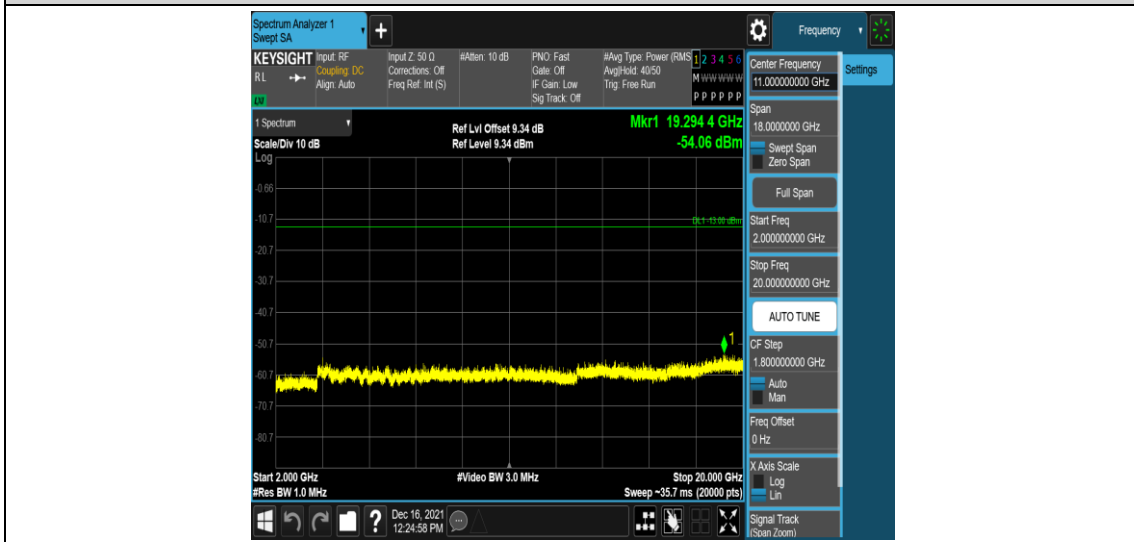 Spectrum Analyzer 1
Swept SA
+
Frequency
KEYSIGHT
RL
LXI
Input: RF
Coupling: DC
Align: Auto
Input Z: 50 Ω
Corrections: Off
Freq Ref: Int (S)
#Atten: 10 dB
PNO: Fast
Gate: Off
IF Gain: Low
Sig Track: Off
#Avg Type: Power (RMS
Avg|Hold: 40/50
Trig: Free Run
1 2 3 4 5 6
M W W W W W
P P P P P P
1 Spectrum
Scale/Div 10 dB
Log
Ref Lvl Offset 9.34 dB
Ref Level 9.34 dBm
Mkr1 19.294 4 GHz
-54.06 dBm
-0.66
-10.7
DL1 -13.00 dBm
-20.7
-30.7
-40.7
-50.7
1
-60.7
-70.7
-80.7
Start 2.000 GHz
#Res BW 1.0 MHz
#Video BW 3.0 MHz
Stop 20.000 GHz
Sweep ~35.7 ms (20000 pts)
?
Dec 16, 2021
12:24:58 PM
Center Frequency
11.000000000 GHz
Settings
Span
18.0000000 GHz
Swept Span
Zero Span
Full Span
Start Freq
2.000000000 GHz
Stop Freq
20.000000000 GHz
AUTO TUNE
CF Step
1.800000000 GHz
Auto
Man
Freq Offset
0 Hz
X Axis Scale
Log
Lin
Signal Track
(Span Zoom)